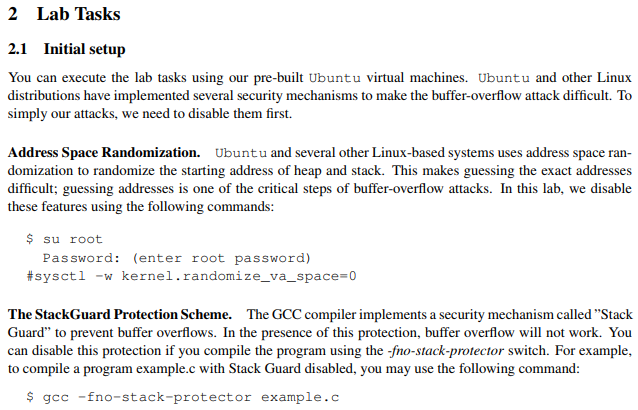 2 Lab Tasks
2.1 Initial setup
You can execute the lab tasks using our pre-built Ubuntu virtual machines. Ubuntu and other Linux
distributions have implemented several security mechanisms to make the buffer-overflow attack difficult. To
simply our attacks, we need to disable them first.
Address Space Randomization. Ubuntu and several other Linux-based systems uses address space ran-
domization to randomize the starting address of heap and stack. This makes guessing the exact addresses
difficult; guessing addresses is one of the critical steps of buffer-overflow attacks. In this lab, we disable
these features using the following commands:
$ su root
Password: (enter root password)
#sysctl -w kernel.randomize_va_space=0
The StackGuard Protection Scheme. The GCC compiler implements a security mechanism called "Stack
Guard" to prevent buffer overflows. In the presence of this protection, buffer overflow will not work. You
can disable this protection if you compile the program using the -fno-stack-protector switch. For example,
to compile a program example.c with Stack Guard disabled, you may use the following command:
$ gcc -fno-stack-protector example.c